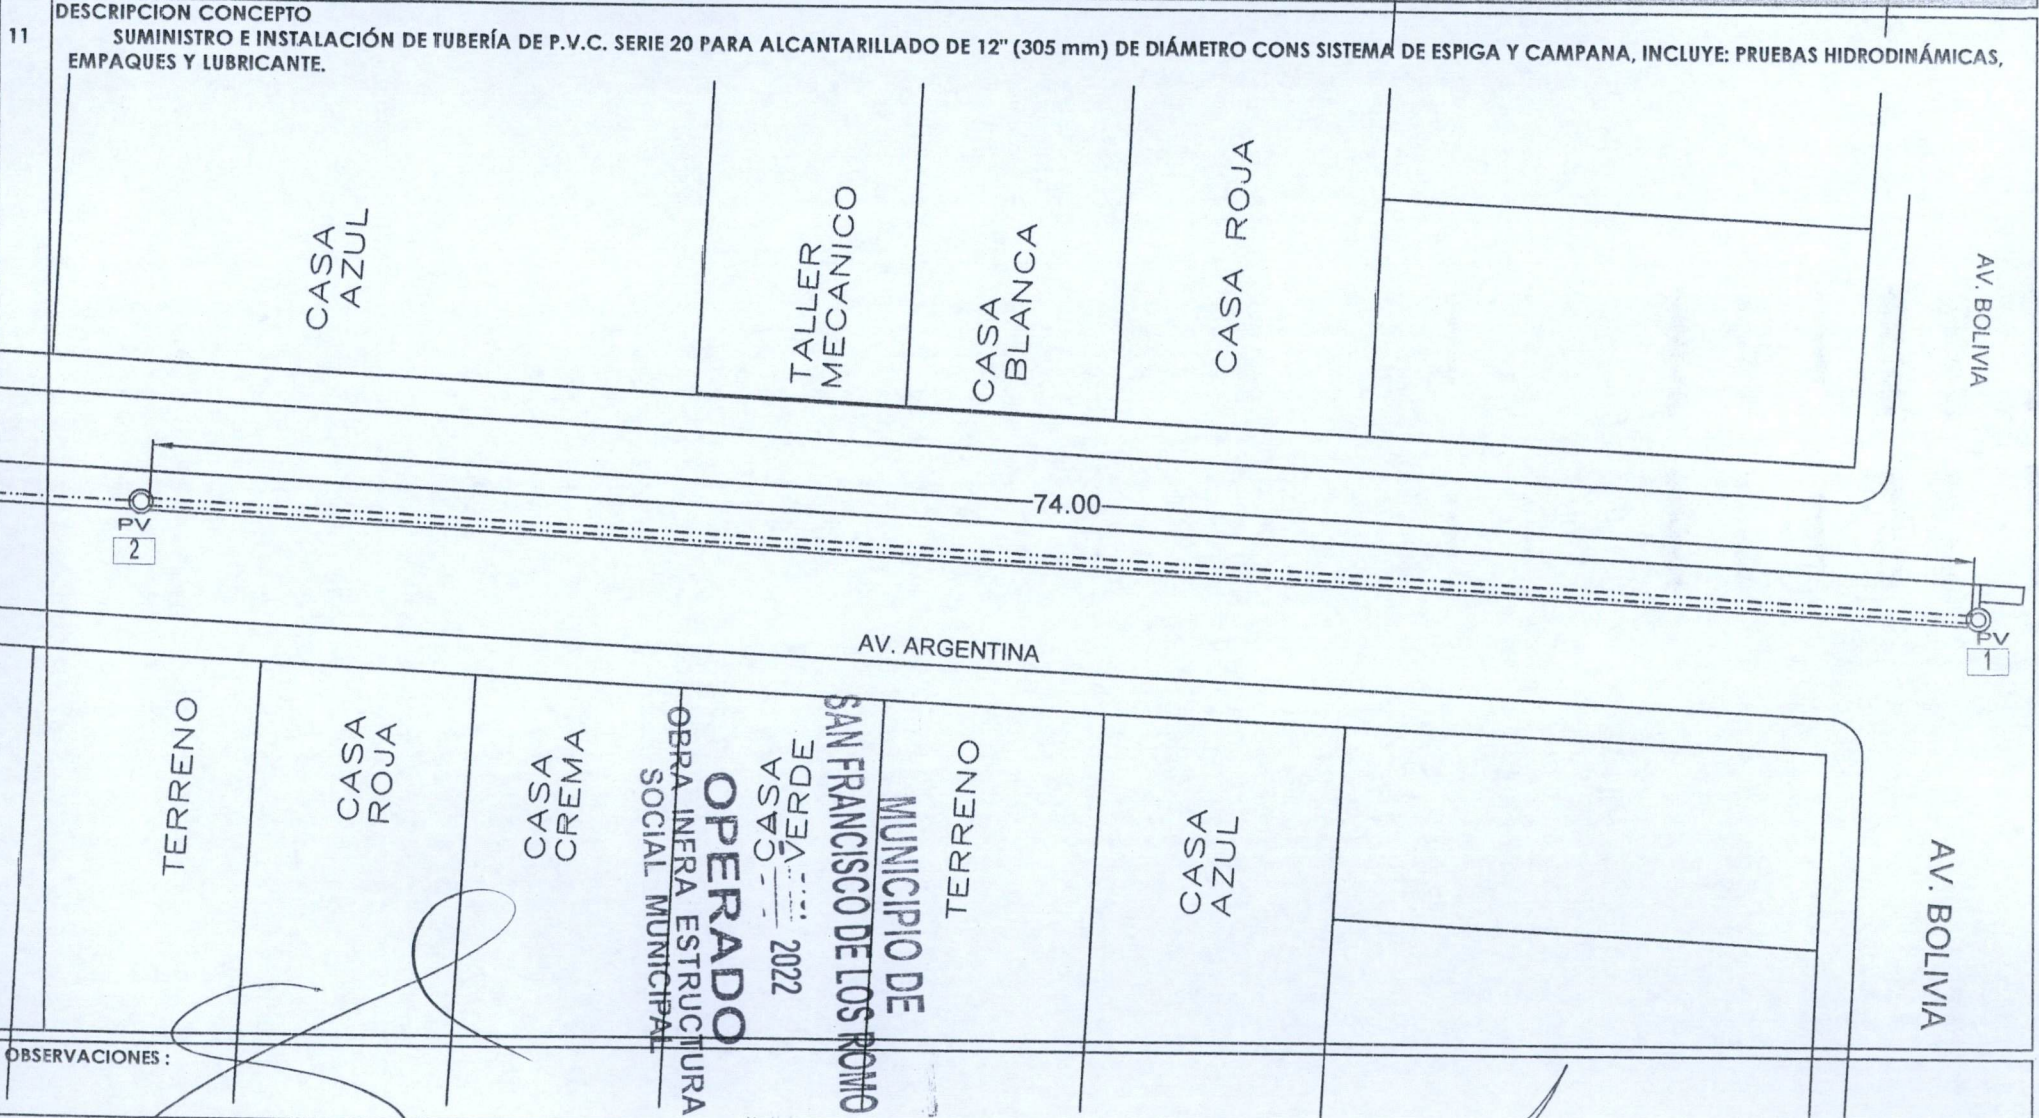 DESCRIPCION CONCEPTO
11 SUMINISTRO E INSTALACIÓN DE TUBERÍA DE P.V.C. SERIE 20 PARA ALCANTARILLADO DE 12" (305 mm) DE DIÁMETRO CONS SISTEMA DE ESPIGA Y CAMPANA, INCLUYE: PRUEBAS HIDRODINÁMICAS,
EMPAQUES Y LUBRICANTE.
CASA
AZUL
TALLER
MECANICO
CASA
BLANCA
CASA ROJA
AV. BOLIVIA
74.00
PV
2
PV
1
AV. ARGENTINA
TERRENO
CASA
ROJA
CASA
CREMA
CASA
VERDE
TERRENO
CASA
AZUL
AV. BOLIVIA
MUNICIPIO DE
SAN FRANCISCO DE LOS ROMO
2022
OPERADO
OBRA INFRA ESTRUCTURA
SOCIAL MUNICIPAL
OBSERVACIONES :